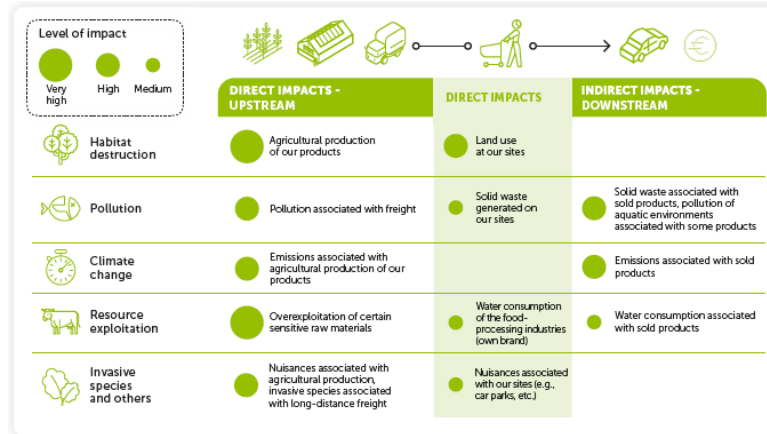 Level of impact
Very
high
High
Medium
DIRECT IMPACTS -
UPSTREAM
DIRECT IMPACTS
INDIRECT IMPACTS -
DOWNSTREAM
Habitat
destruction
Agricultural production
of our products
Land use
at our sites
Pollution
Pollution associated with freight
Solid waste
generated on
our sites
Solid waste associated with
sold products, pollution of
aquatic environments
associated with some products
Climate
change
Emissions associated with
agricultural production of our
products
Emissions associated with sold
products
Resource
exploitation
Overexploitation of certain
sensitive raw materials
Water consumption
of the food-
processing industries
(own brand)
Water consumption associated
with sold products
Invasive
species
and others
Nuisances associated with
agricultural production,
invasive species associated
with long-distance freight
Nuisances associated
with our sites (e.g.,
car parks, etc.)